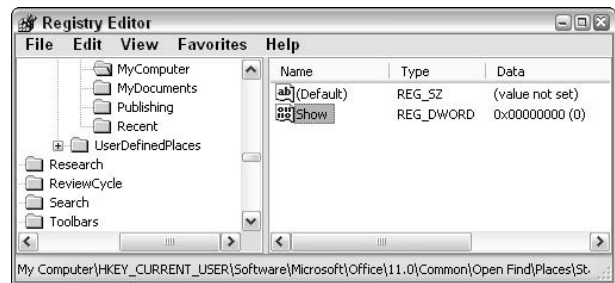 Registry Editor
File Edit View Favorites Help
MyComputer
MyDocuments
Publishing
Recent
UserDefinedPlaces
Research
ReviewCycle
Search
Toolbars
Name Type Data
ab (Default) REG_SZ (value not set)
Show REG_DWORD 0x00000000 (0)
My Computer\HKEY_CURRENT_USER\Software\Microsoft\Office\11.0\Common\Open Find\Places\St